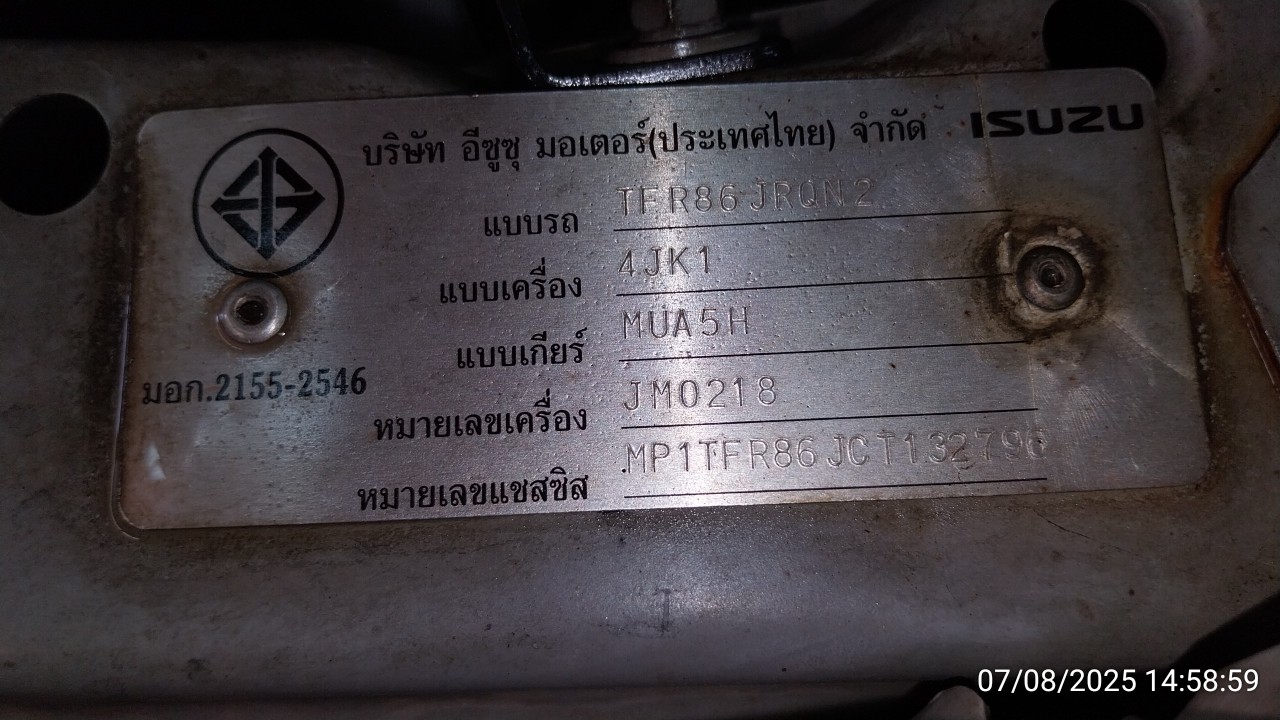 บริษัท อีซูซุ มอเตอร์(ประเทศไทย) จำกัด ISUZU
แบบรถ TFR86JRQN2
แบบเครื่อง 4JK1
แบบเกียร์ MUA5H
มอก.2155-2546
หมายเลขเครื่อง JM0218
หมายเลขแชสซิส MP1TFR86JCT132796
T
07/08/2025 14:58:59